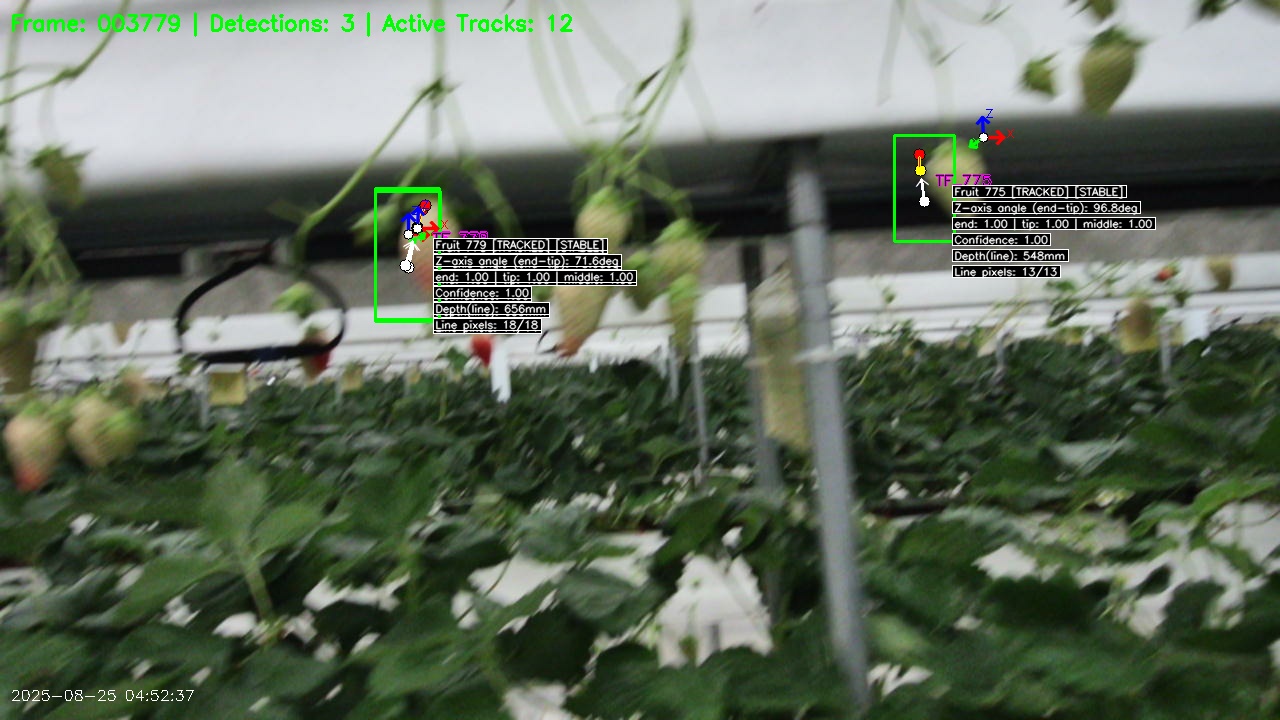 Frame: 003779 | Detections: 3 | Active Tracks: 12
Z
X
TF 775
Fruit 775 [TRACKED] [STABLE]
Z-axis angle (end-tip): 96.8deg
end: 1.00 | tip: 1.00 | middle: 1.00
Confidence: 1.00
Depth(line): 548mm
Line pixels: 13/13
X
Fruit 779 [TRACKED] [STABLE]
Z-axis angle (end-tip): 71.6deg
end: 1.00 | tip: 1.00 | middle: 1.00
Confidence: 1.00
Depth(line): 656mm
Line pixels: 18/18
2025-08-25 04:52:37